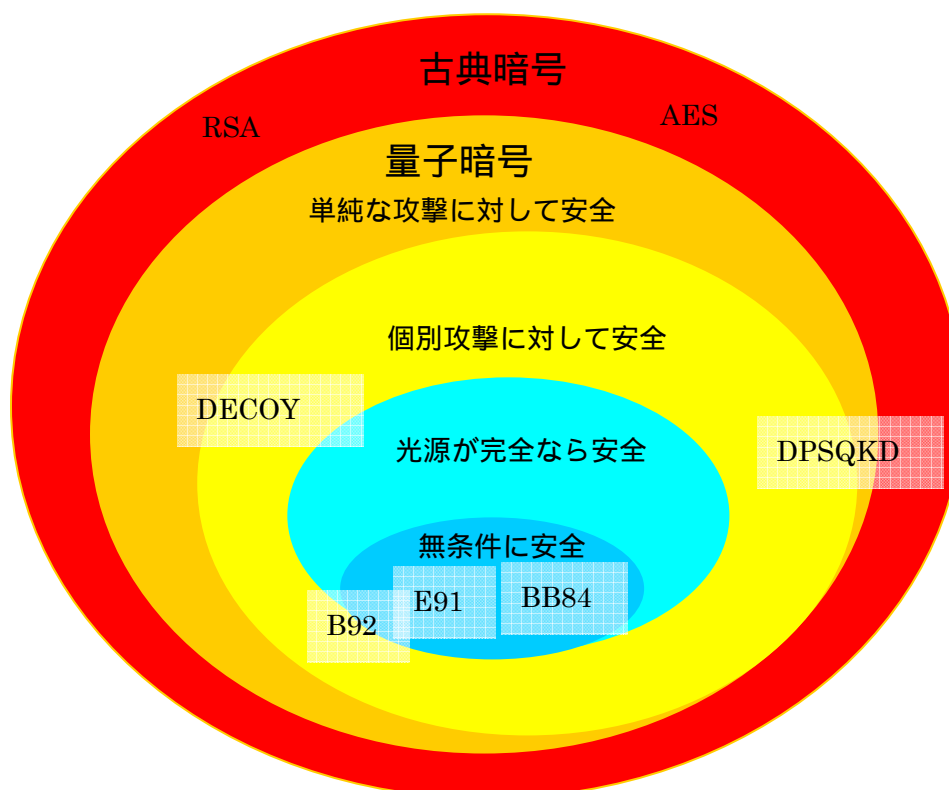 古典暗号
RSA
AES
量子暗号
単純な攻撃に対して安全
個別攻撃に対して安全
DECOY
光源が完全なら安全
DPSQKD
無条件に安全
B92
E91
BB84